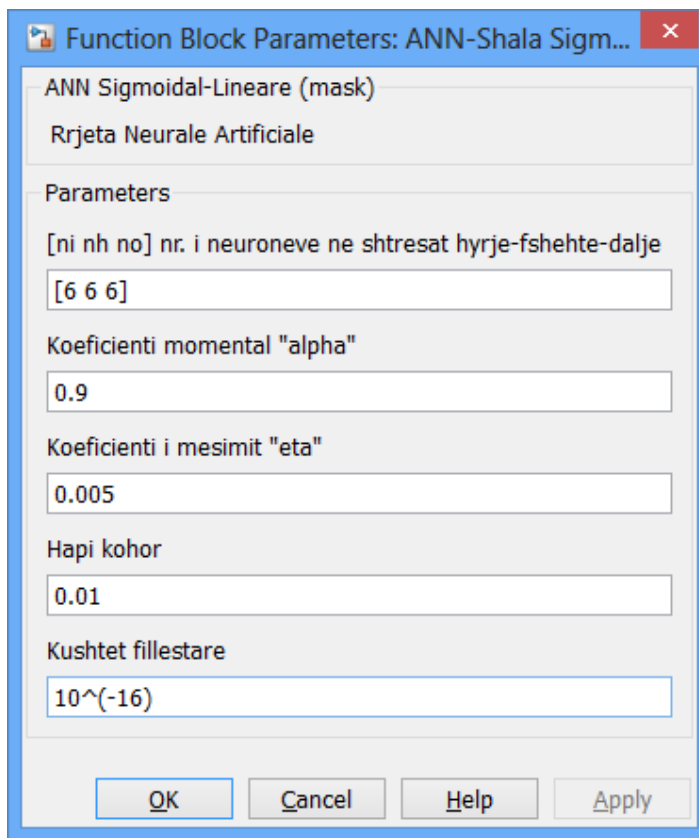 Function Block Parameters: ANN-Shala Sigm...
ANN Sigmoidal-Lineare (mask)
Rrjeta Neurale Artificiale
Parameters
[ni nh no] nr. i neuroneve ne shtresat hyrje-fshehte-dalje
[6 6 6]
Koeficienti momental "alpha"
0.9
Koeficienti i mesimit "eta"
0.005
Hapi kohor
0.01
Kushtet fillestare
10^(-16)
OK Cancel Help Apply